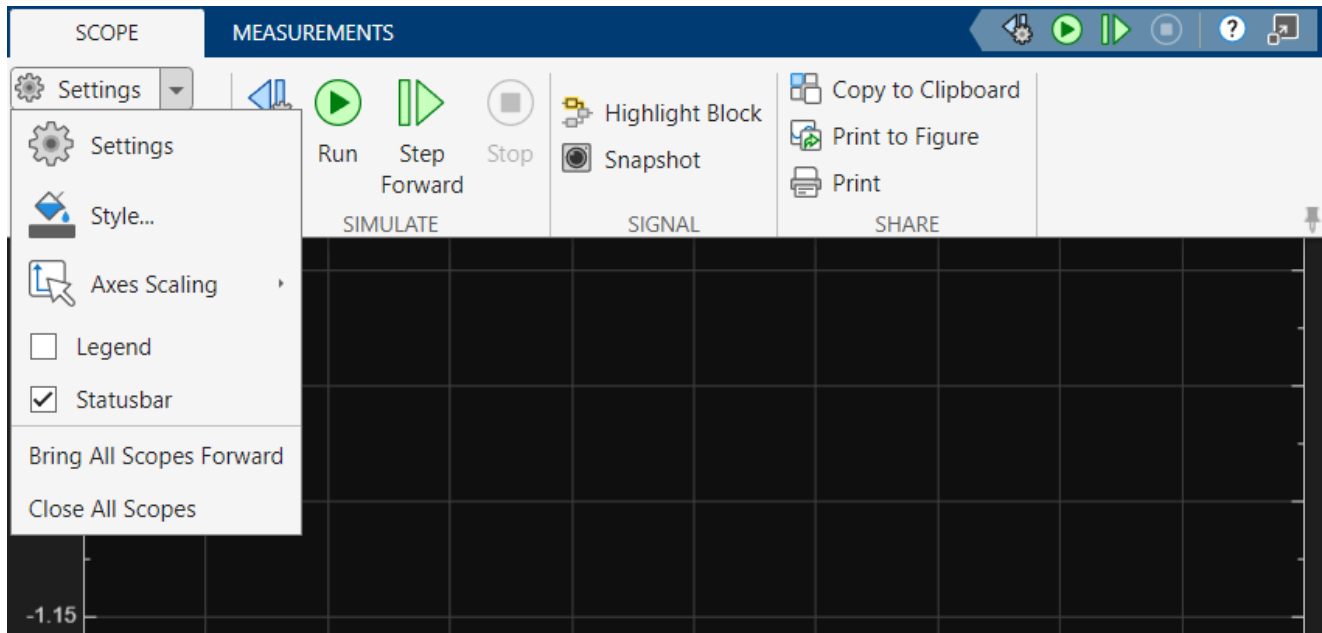 SCOPE
MEASUREMENTS
?
Settings
Settings
Style...
Axes Scaling
Legend
Statusbar
Bring All Scopes Forward
Close All Scopes
Run
Step
Forward
Stop
SIMULATE
Highlight Block
Snapshot
SIGNAL
Copy to Clipboard
Print to Figure
Print
SHARE
-1.15